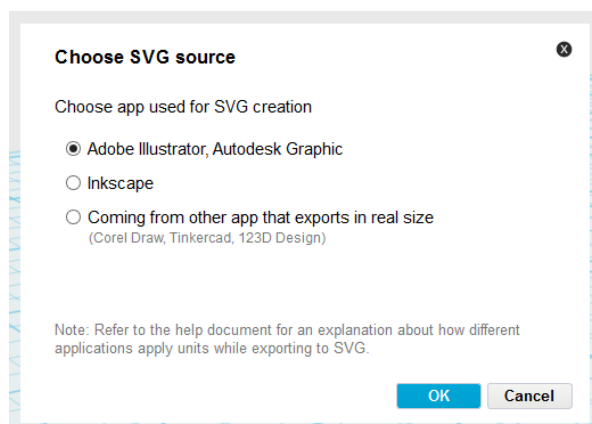 Choose SVG source
Choose app used for SVG creation
Adobe Illustrator, Autodesk Graphic
Inkscape
Coming from other app that exports in real size
(Corel Draw, Tinkercad, 123D Design)
Note: Refer to the help document for an explanation about how different
applications apply units while exporting to SVG.
OK Cancel